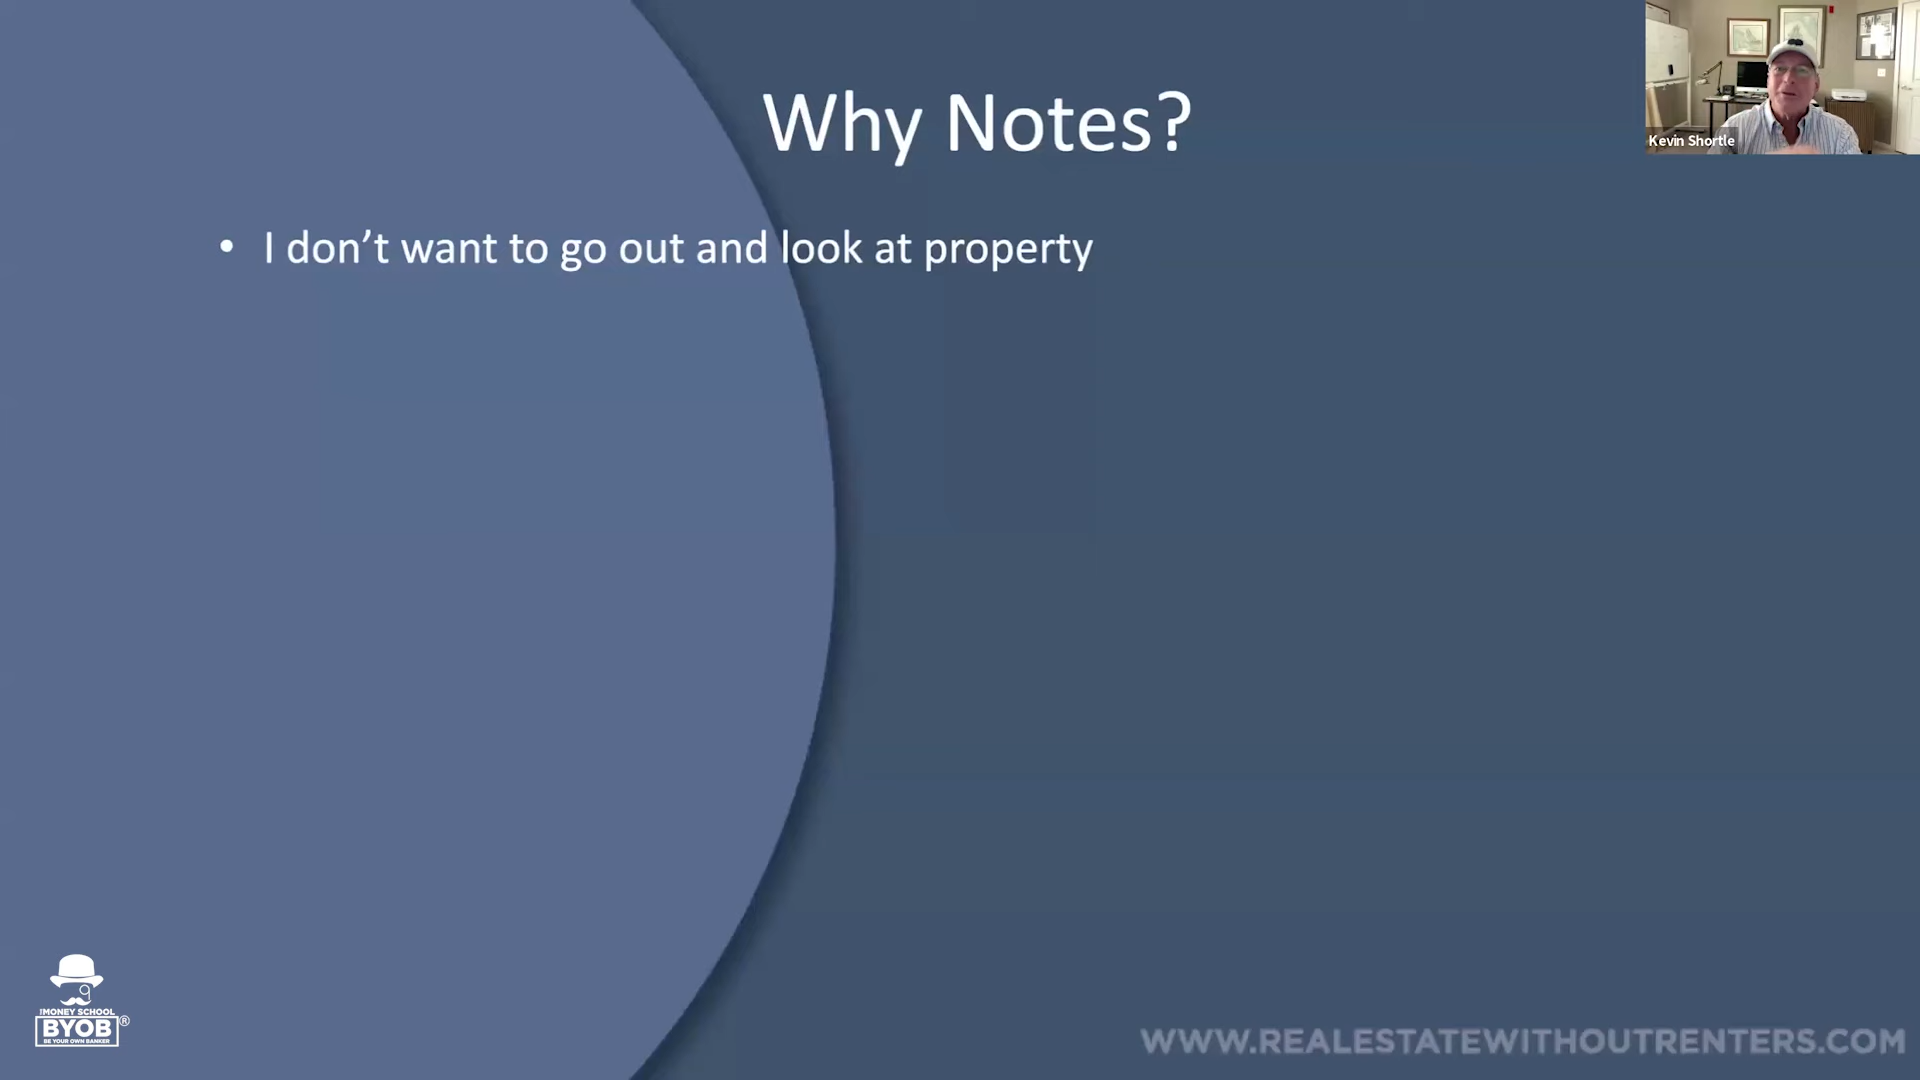 Why Notes?
Kevin Shortle
• I don’t want to go out and look at property
THE MONEY SCHOOL
BYOB®
BE YOUR OWN BANKER
WWW.REALESTATEWITHOUTRENTERS.COM